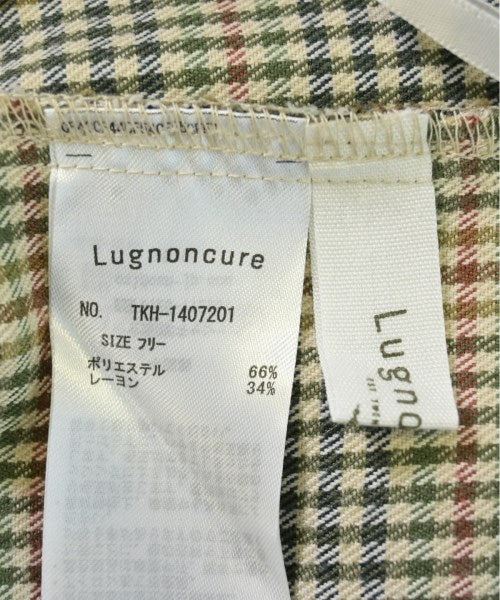 Lugnoncure
NO. TKH-1407201
SIZE フリー
ポリエステル 66%
レーヨン 34%
Lugno